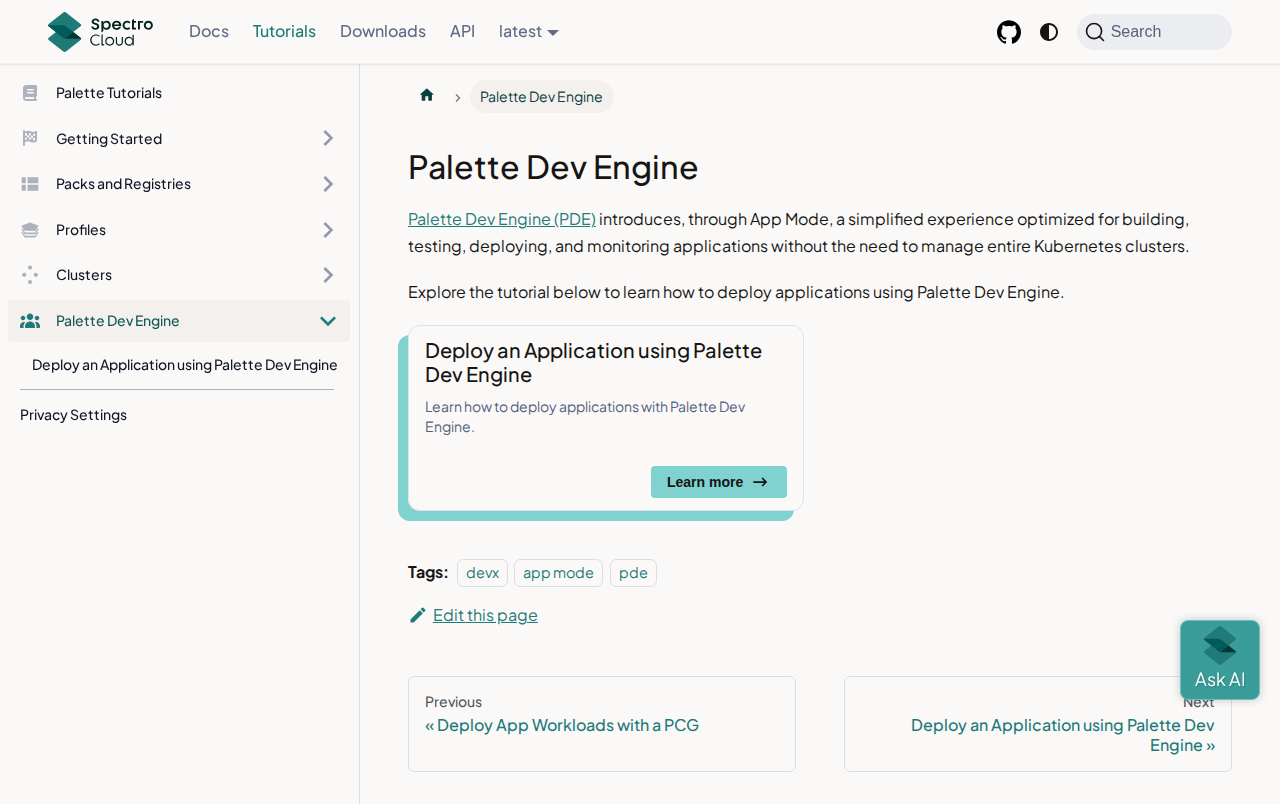 Spectro
Cloud
Docs
Tutorials
Downloads
API
latest
Search
Palette Tutorials
Getting Started
Packs and Registries
Profiles
Clusters
Palette Dev Engine
Deploy an Application using Palette Dev Engine
Privacy Settings
Palette Dev Engine
Palette Dev Engine
Palette Dev Engine (PDE) introduces, through App Mode, a simplified experience optimized for building,
testing, deploying, and monitoring applications without the need to manage entire Kubernetes clusters.
Explore the tutorial below to learn how to deploy applications using Palette Dev Engine.
Deploy an Application using Palette
Dev Engine
Learn how to deploy applications with Palette Dev
Engine.
Learn more
Tags: devx app mode pde
Edit this page
Ask AI
Previous
« Deploy App Workloads with a PCG
Next
Deploy an Application using Palette Dev
Engine »